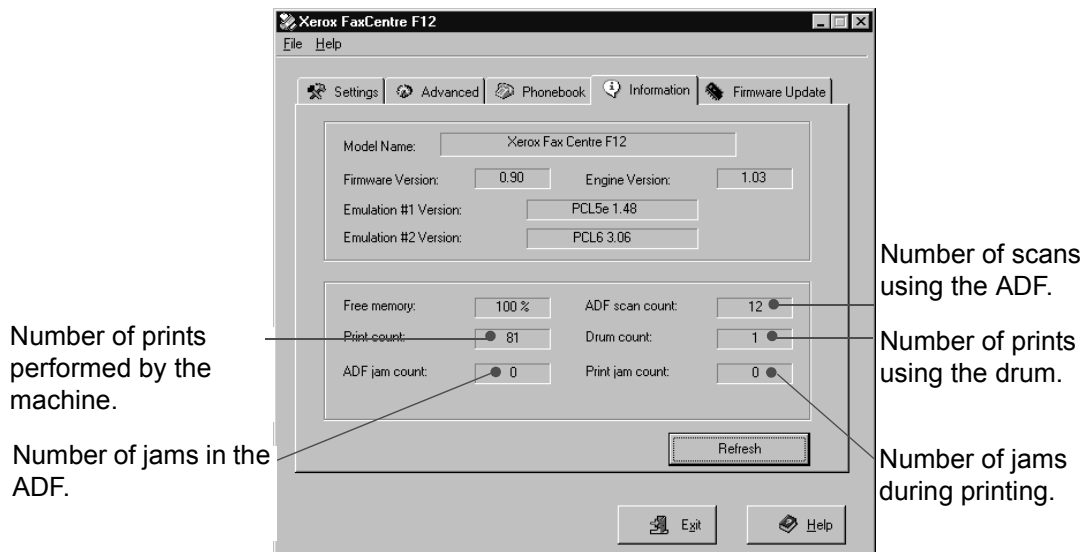 Xerox FaxCentre F12
File Help
Settings Advanced Phonebook Information Firmware Update
Model Name: Xerox Fax Centre F12
Firmware Version: 0.90 Engine Version: 1.03
Emulation #1 Version: PCL5e 1.48
Emulation #2 Version: PCL6 3.06
Free memory: 100 % ADF scan count: 12
Print count: 81 Drum count: 1
ADF jam count: 0 Print jam count: 0
Refresh
Exit Help
Number of prints
performed by the
machine.
Number of jams in the
ADF.
Number of scans
using the ADF.
Number of prints
using the drum.
Number of jams
during printing.